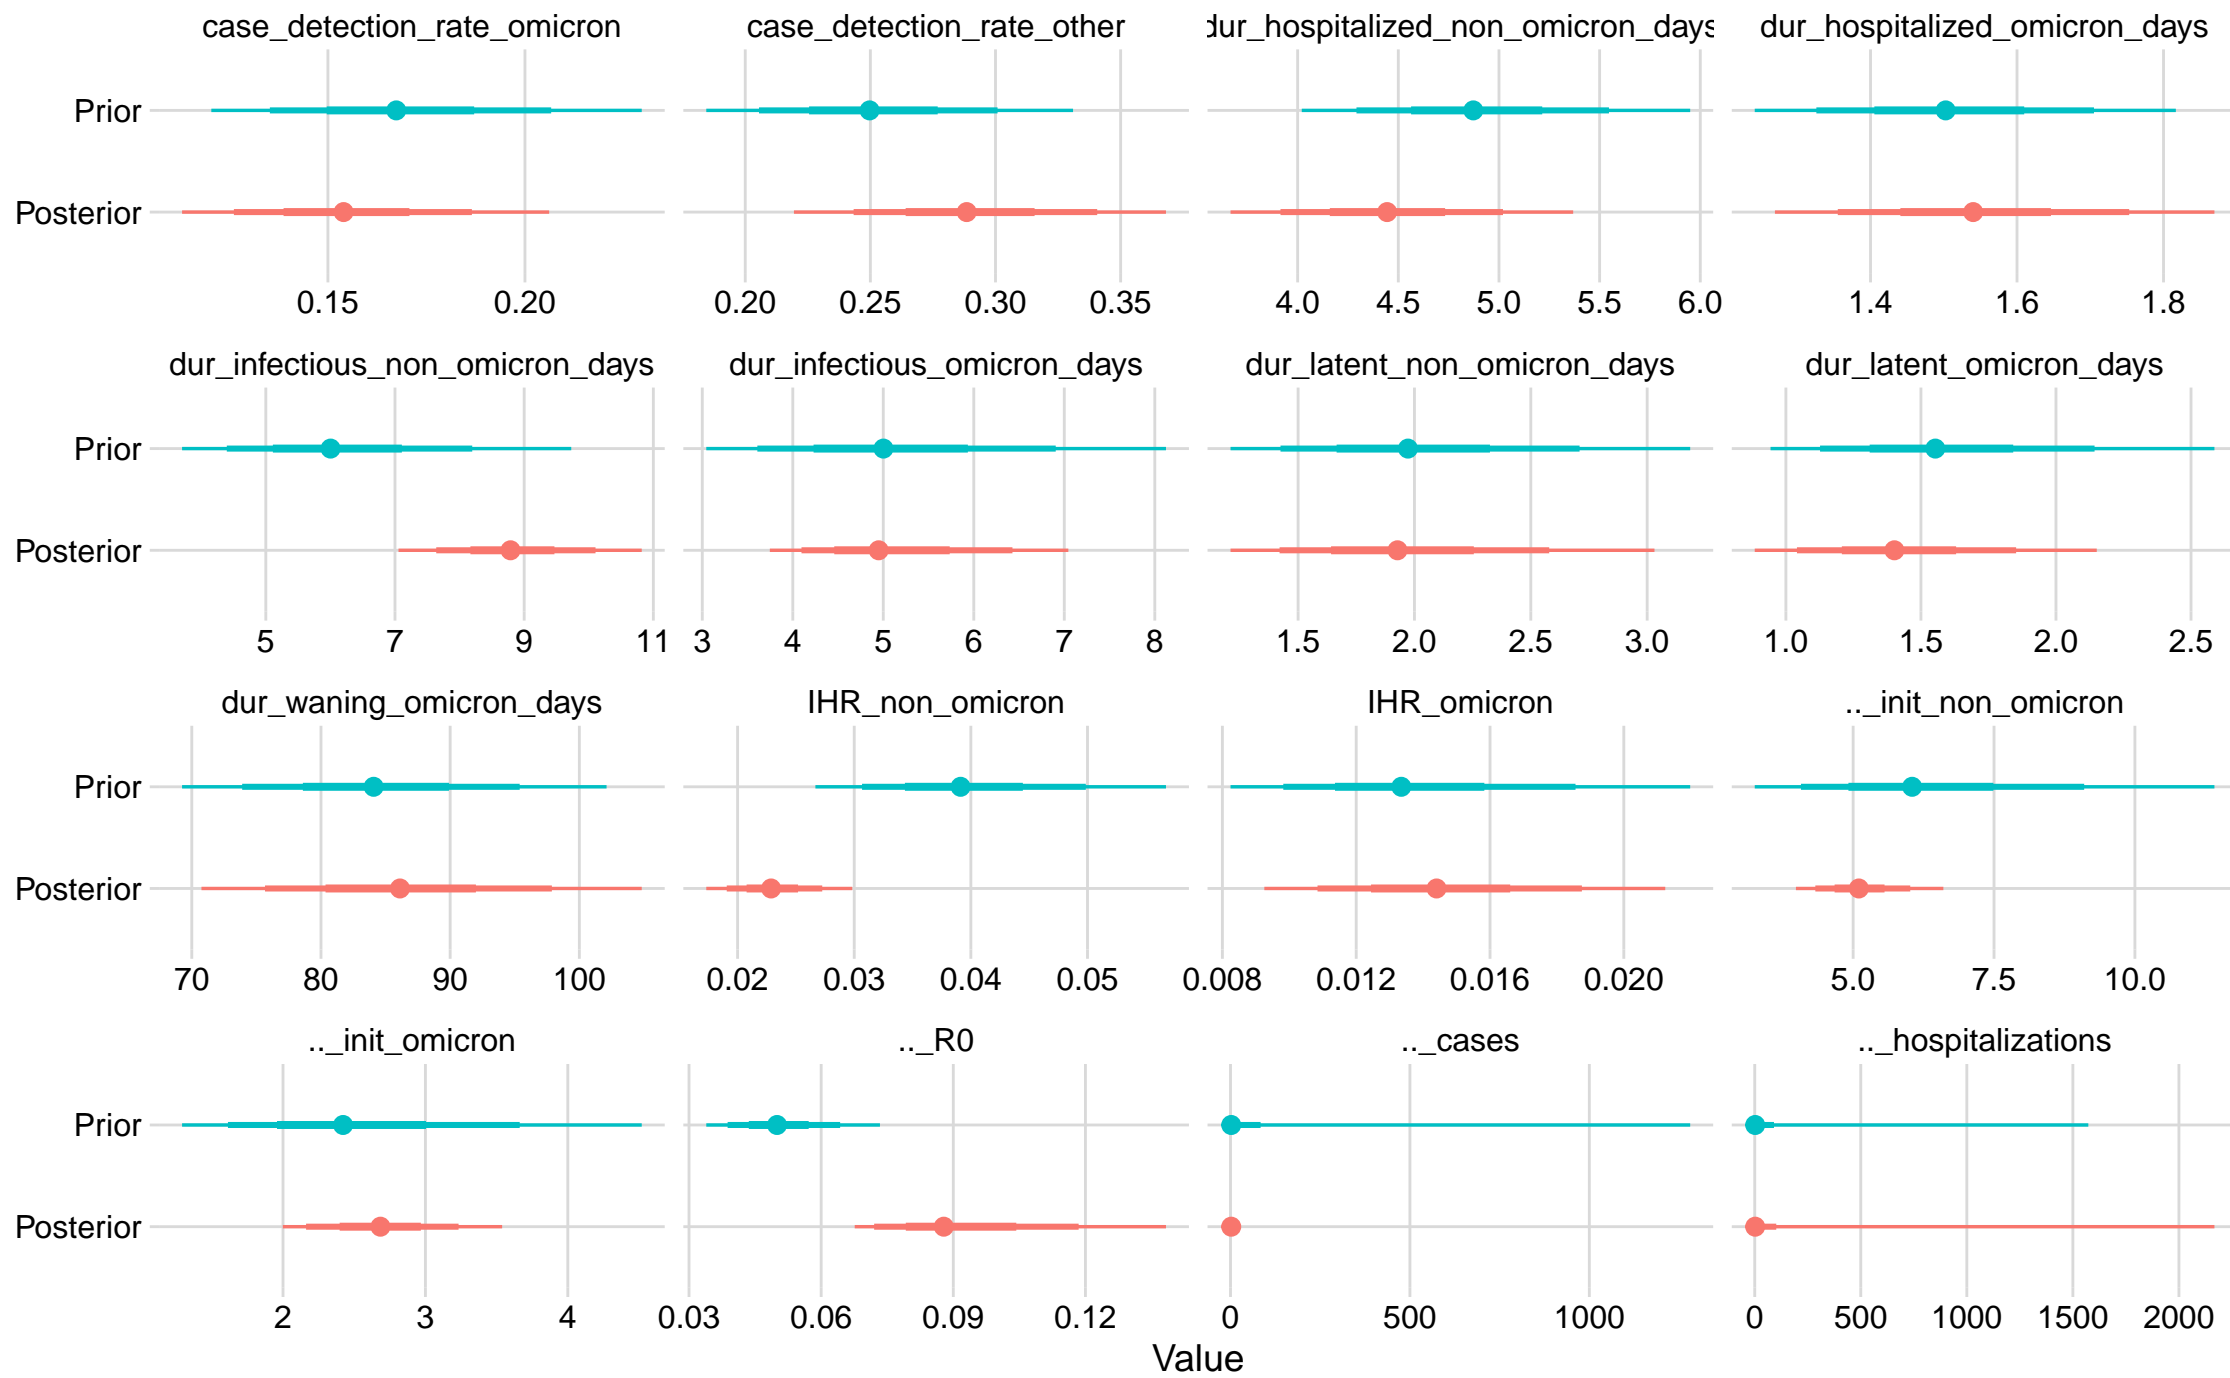 case_detection_rate_omicron case_detection_rate_other dur_hospitalized_non_omicron_days dur_hospitalized_omicron_days
Prior
Posterior
0.15 0.20 0.20 0.25 0.30 0.35 4.0 4.5 5.0 5.5 6.0 1.4 1.6 1.8
dur_infectious_non_omicron_days dur_infectious_omicron_days dur_latent_non_omicron_days dur_latent_omicron_days
Prior
Posterior
5 7 9 11 3 4 5 6 7 8 1.5 2.0 2.5 3.0 1.0 1.5 2.0 2.5
dur_waning_omicron_days IHR_non_omicron IHR_omicron .._init_non_omicron
Prior
Posterior
70 80 90 100 0.02 0.03 0.04 0.05 0.008 0.012 0.016 0.020 5.0 7.5 10.0
.._init_omicron .._R0 .._cases .._hospitalizations
Prior
Posterior
2 3 4 0.03 0.06 0.09 0.12 0 500 1000 0 500 1000 1500 2000
Value